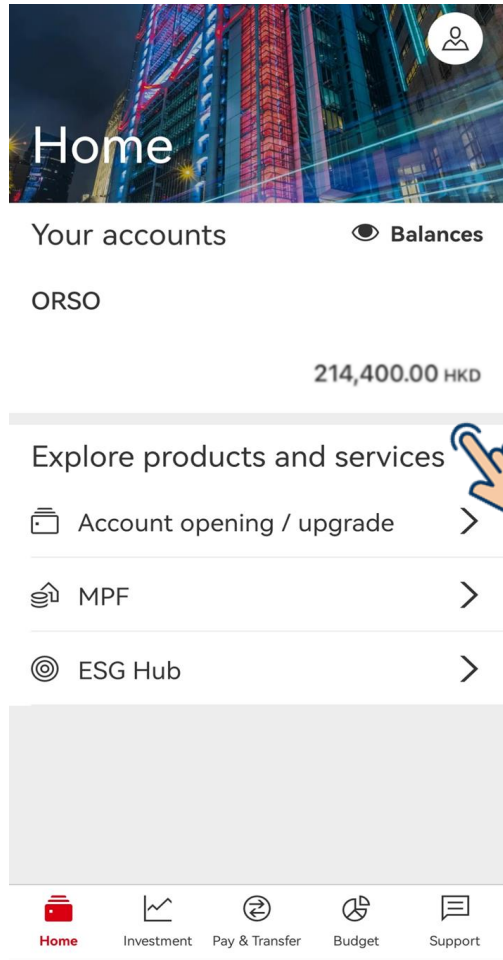 Home
Your accounts
Balances
ORSO
214,400.00 HKD
Explore products and services
Account opening / upgrade
MPF
ESG Hub
Home
Investment
Pay & Transfer
Budget
Support